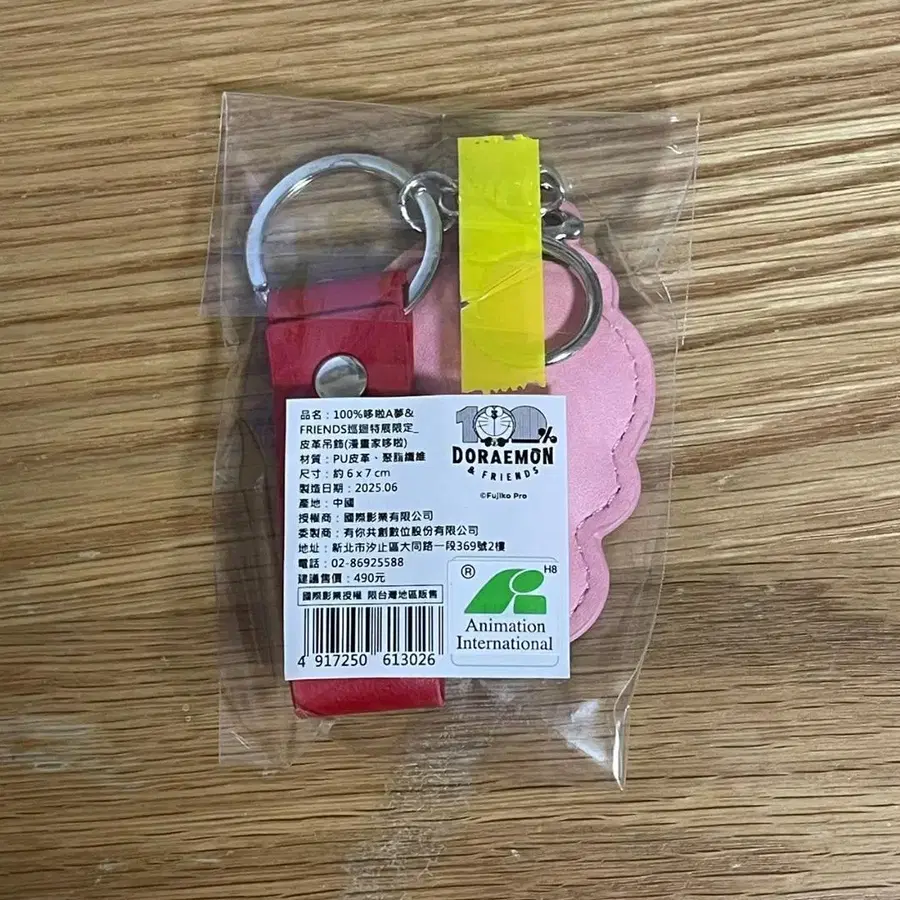 品名：100%哆啦A夢&
FRIENDS巡迴特展限定_
皮革吊飾(漫畫家哆啦)
材質：PU皮革、聚酯纖維
尺寸：約 6 x 7 cm
製造日期：2025.06
產地：中國
授權商：國際影業有限公司
委製商：有你共創數位股份有限公司
地址：新北市汐止區大同路一段369號2樓
電話：02-86925588
建議售價：490元
國際影業授權 限台灣地區販售
4 917250 613026
100%
DORAEMON
& FRIENDS
©Fujiko Pro
® H8
Animation
International